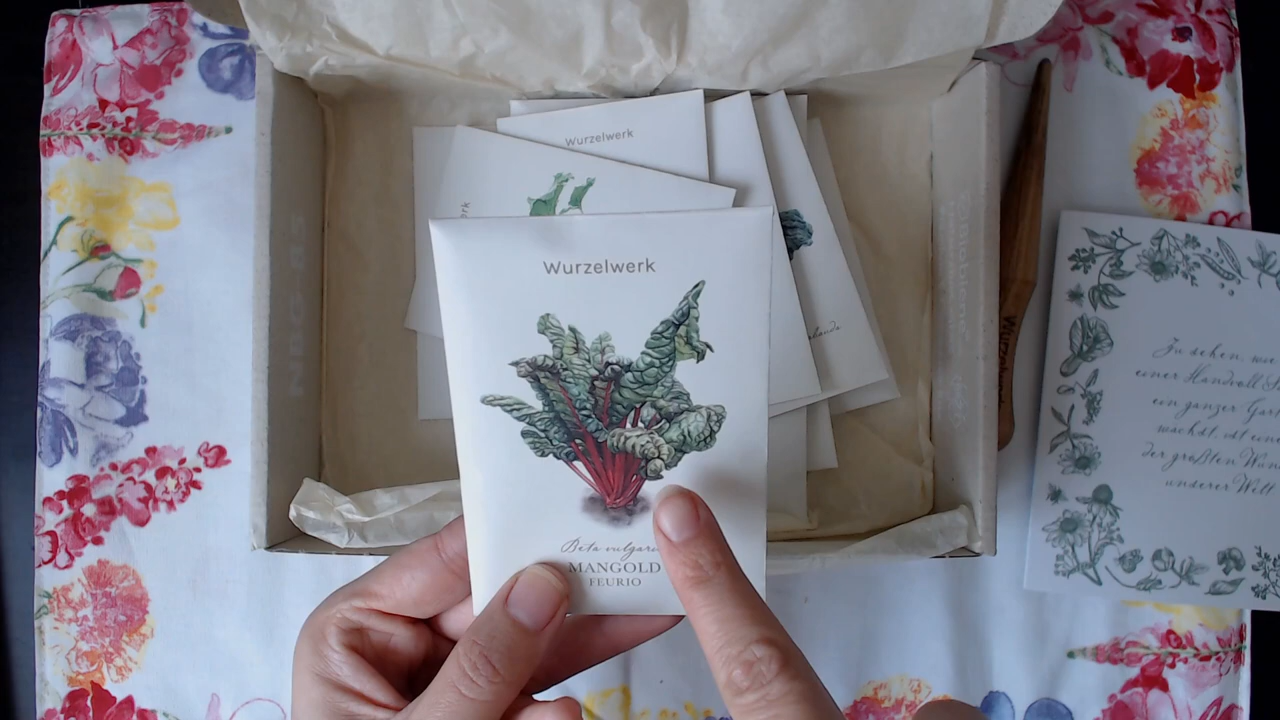 Wurzelwerk
Wurzelwerk
Beta vulgaris
MANGOLD
FEURIO
Zu sehen, wie
einer Handvoll S
ein ganzer Gart
wächst, ist eine
der größten Wun
unserer Welt